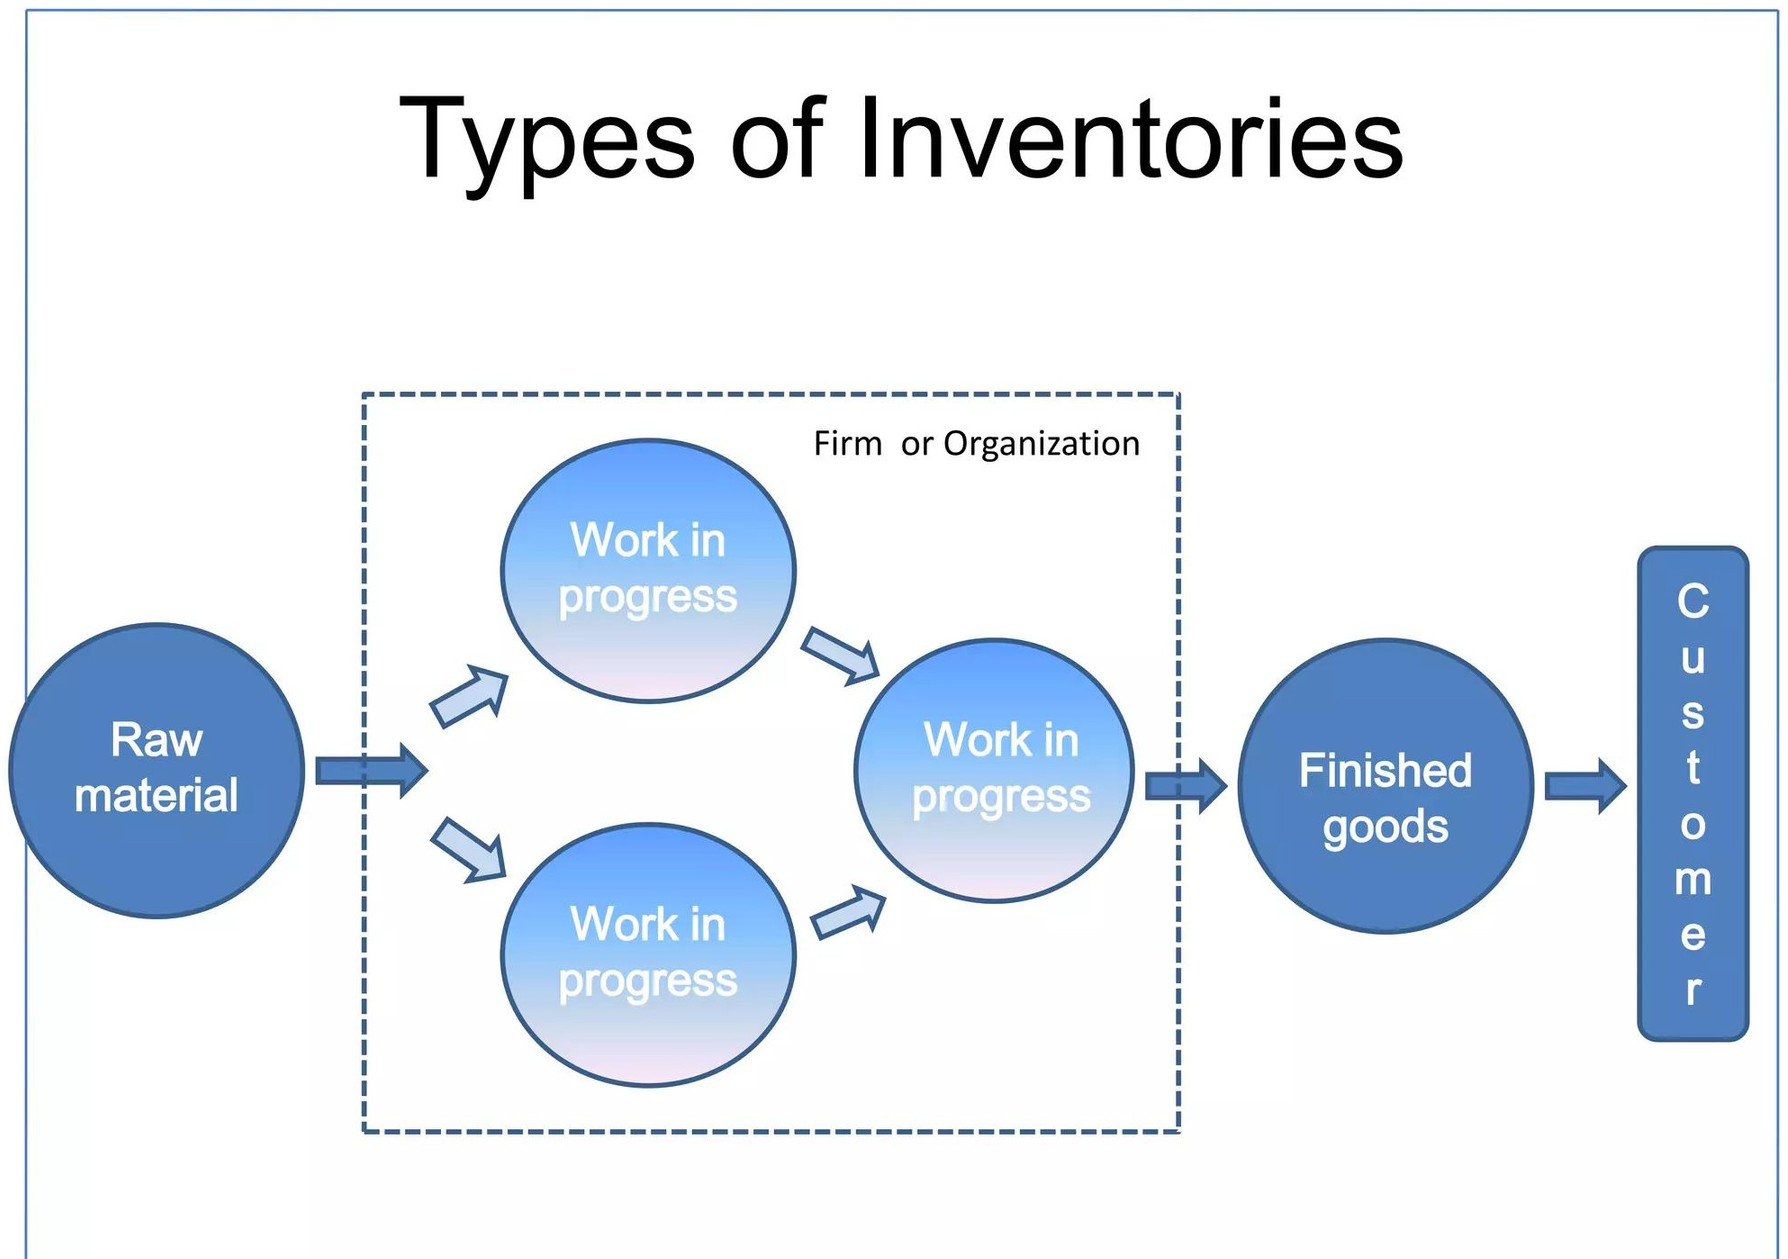 Types of Inventories
Firm or Organization
Work in
progress
Raw
material
Work in
progress
Work in
progress
Finished
goods
Customer